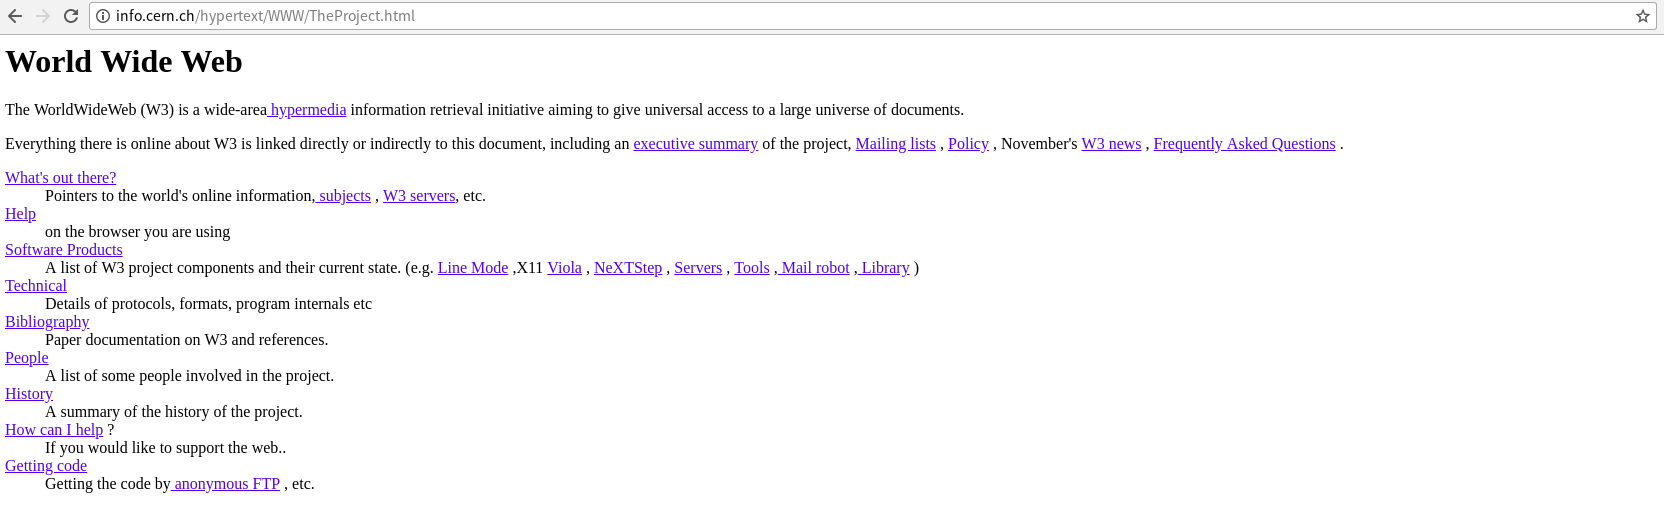 info.cern.ch/hypertext/WWW/TheProject.html
World Wide Web
The WorldWideWeb (W3) is a wide-area hypermedia information retrieval initiative aiming to give universal access to a large universe of documents.
Everything there is online about W3 is linked directly or indirectly to this document, including an executive summary of the project, Mailing lists , Policy , November's W3 news , Frequently Asked Questions .
What's out there?
Pointers to the world's online information, subjects , W3 servers, etc.
Help
on the browser you are using
Software Products
A list of W3 project components and their current state. (e.g. Line Mode ,X11 Viola , NeXTStep , Servers , Tools , Mail robot , Library )
Technical
Details of protocols, formats, program internals etc
Bibliography
Paper documentation on W3 and references.
People
A list of some people involved in the project.
History
A summary of the history of the project.
How can I help ?
If you would like to support the web..
Getting code
Getting the code by anonymous FTP , etc.